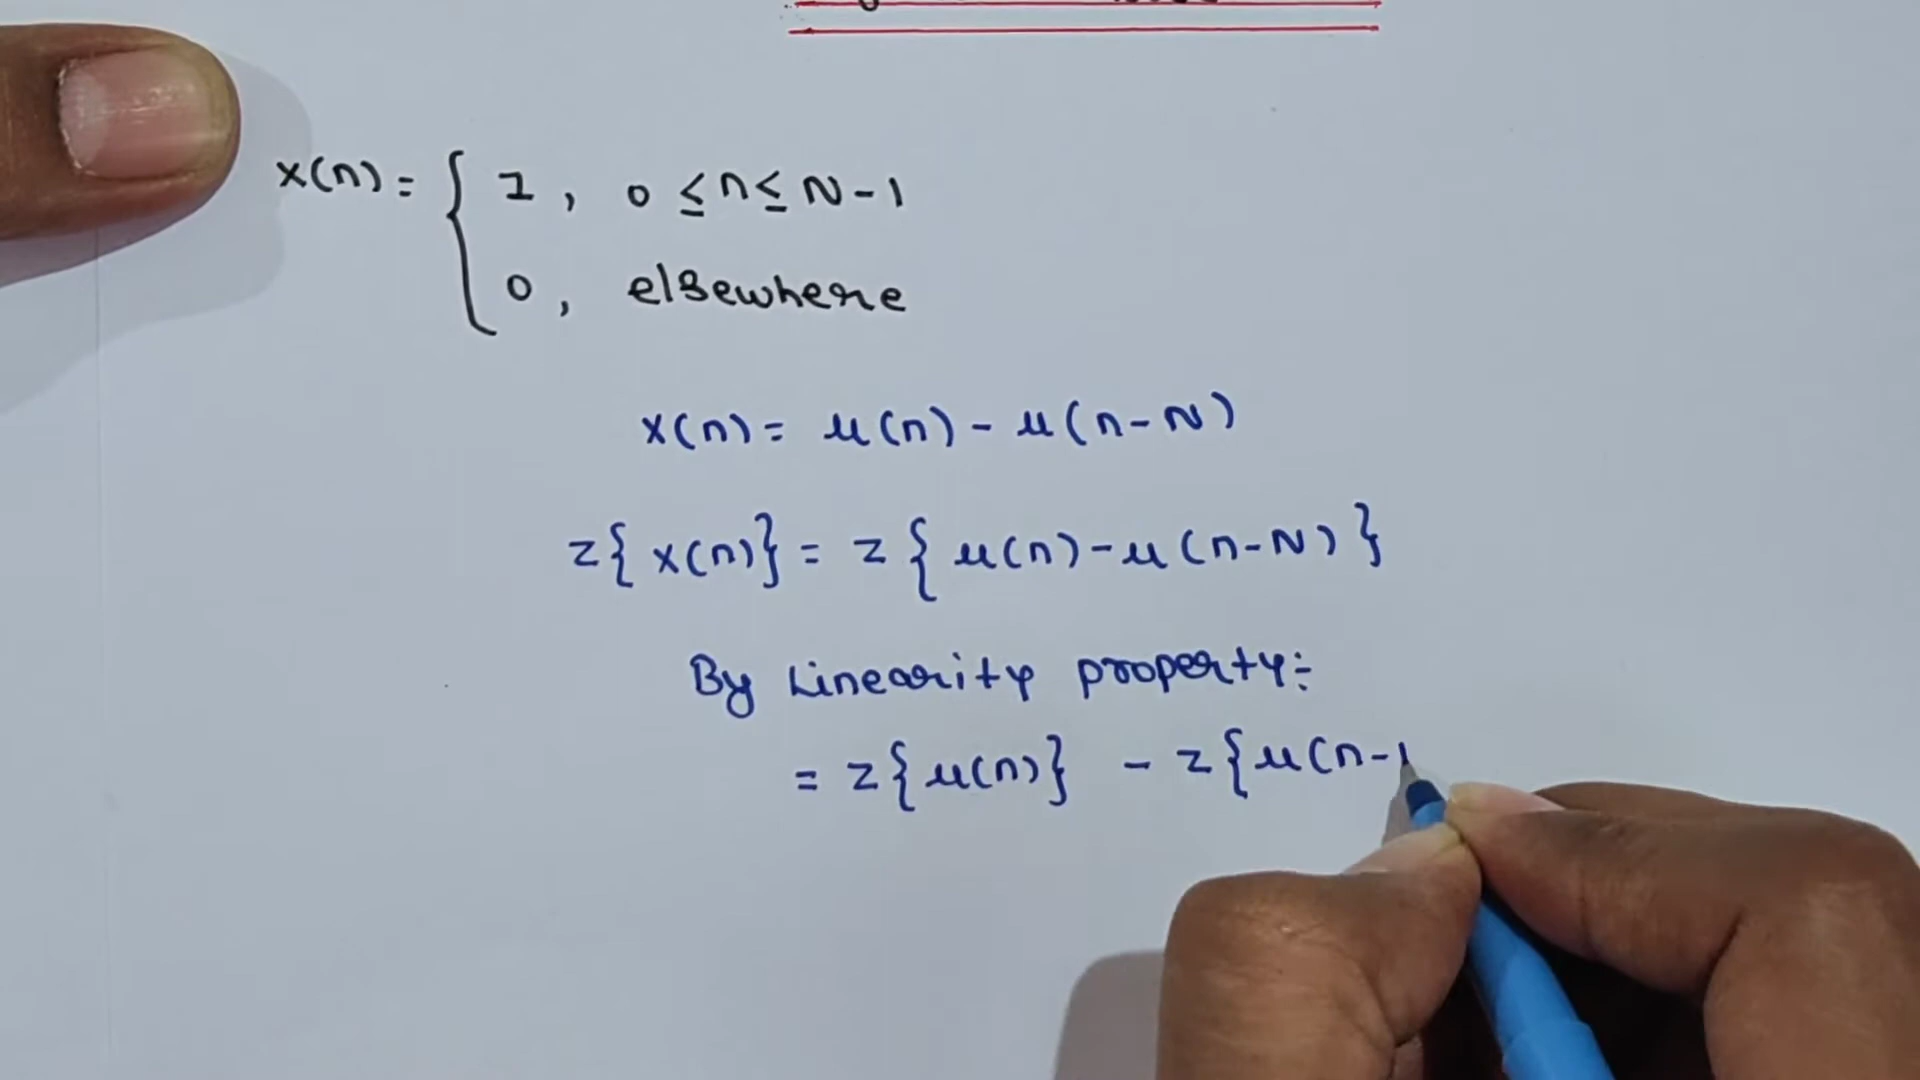 x(n) = { 1 , 0 ≤ n ≤ N-1
0 , elsewhere
x(n) = u(n) - u(n-N)
z{ x(n)} = z { u(n) - u(n-N) }
By Linearity property:
= z{u(n)} - z{u(n-